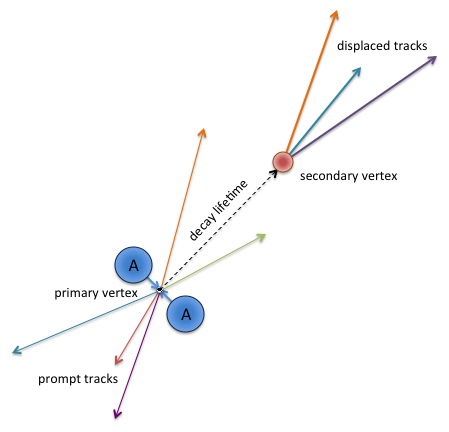 displaced tracks
secondary vertex
decay lifetime
A
primary vertex
A
prompt tracks